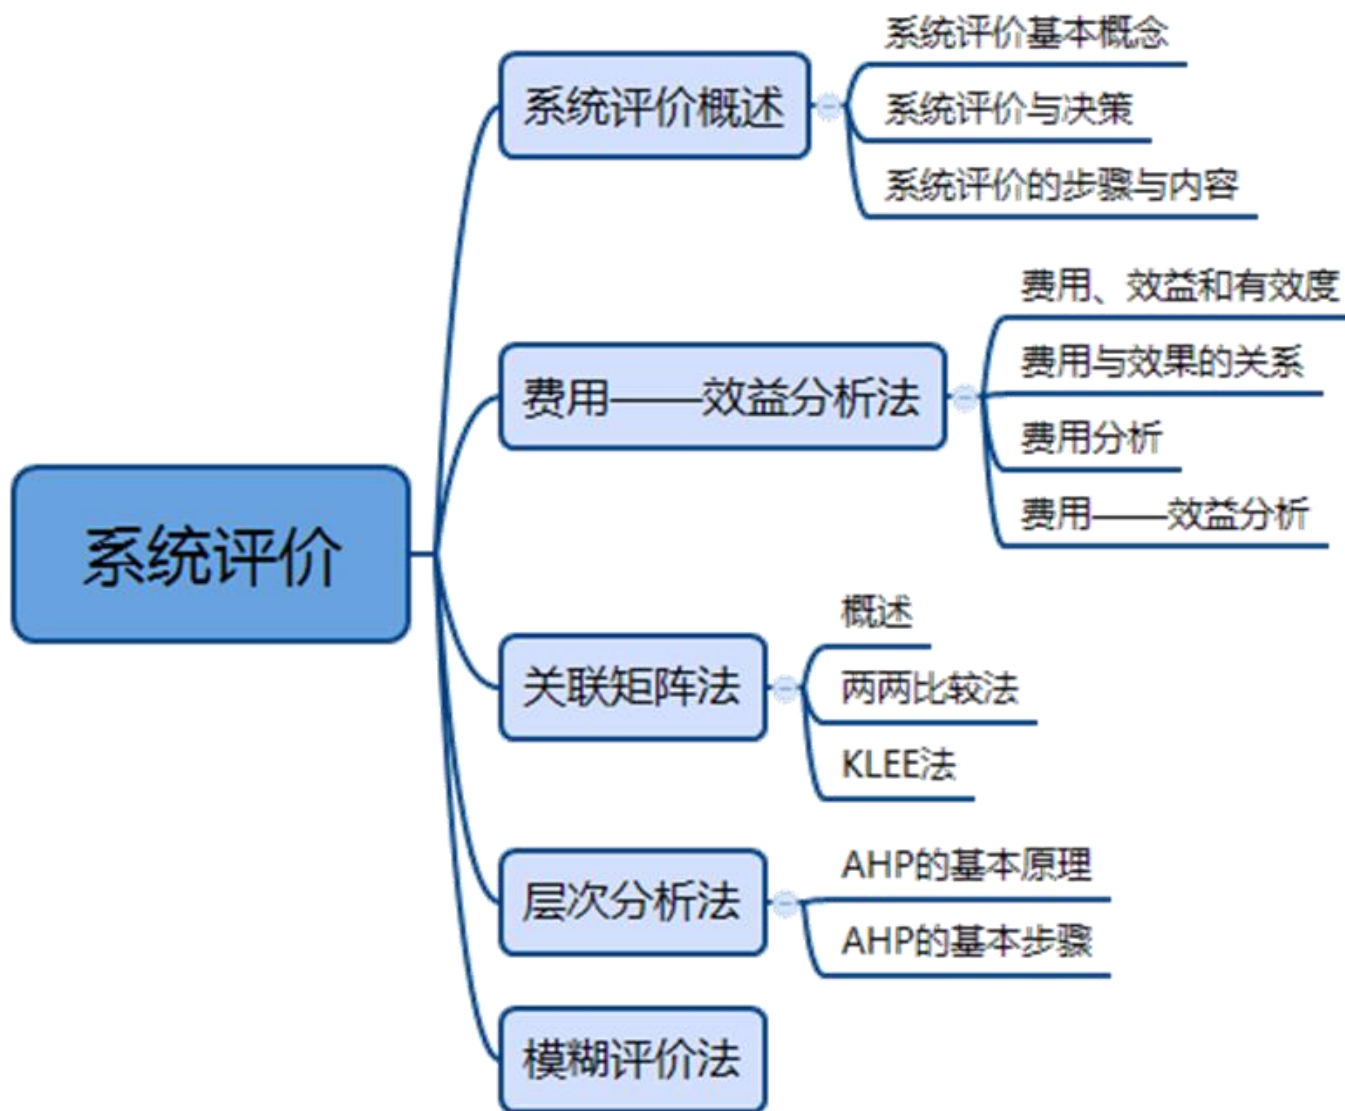 系统评价
系统评价概述
系统评价基本概念
系统评价与决策
系统评价的步骤与内容
费用——效益分析法
费用、效益和有效度
费用与效果的关系
费用分析
费用——效益分析
关联矩阵法
概述
两两比较法
KLEE法
层次分析法
AHP的基本原理
AHP的基本步骤
模糊评价法